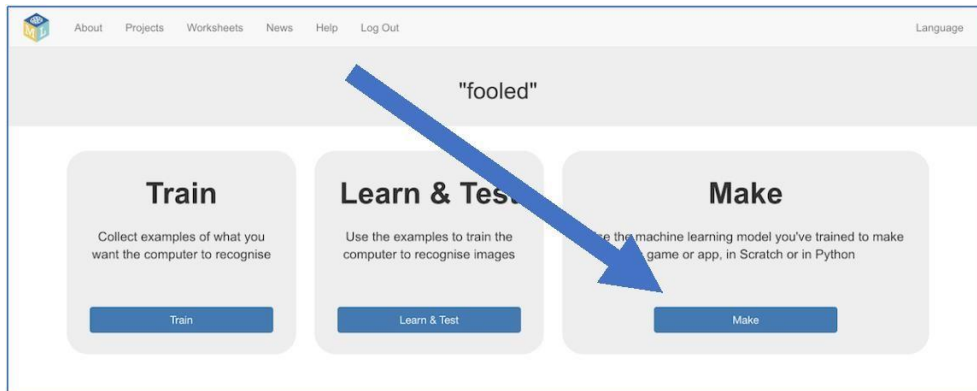 About Projects Worksheets News Help Log Out Language
"fooled"
Train
Collect examples of what you
want the computer to recognise
Train
Learn & Test
Use the examples to train the
computer to recognise images
Learn & Test
Make
the machine learning model you've trained to make
game or app, in Scratch or in Python
Make